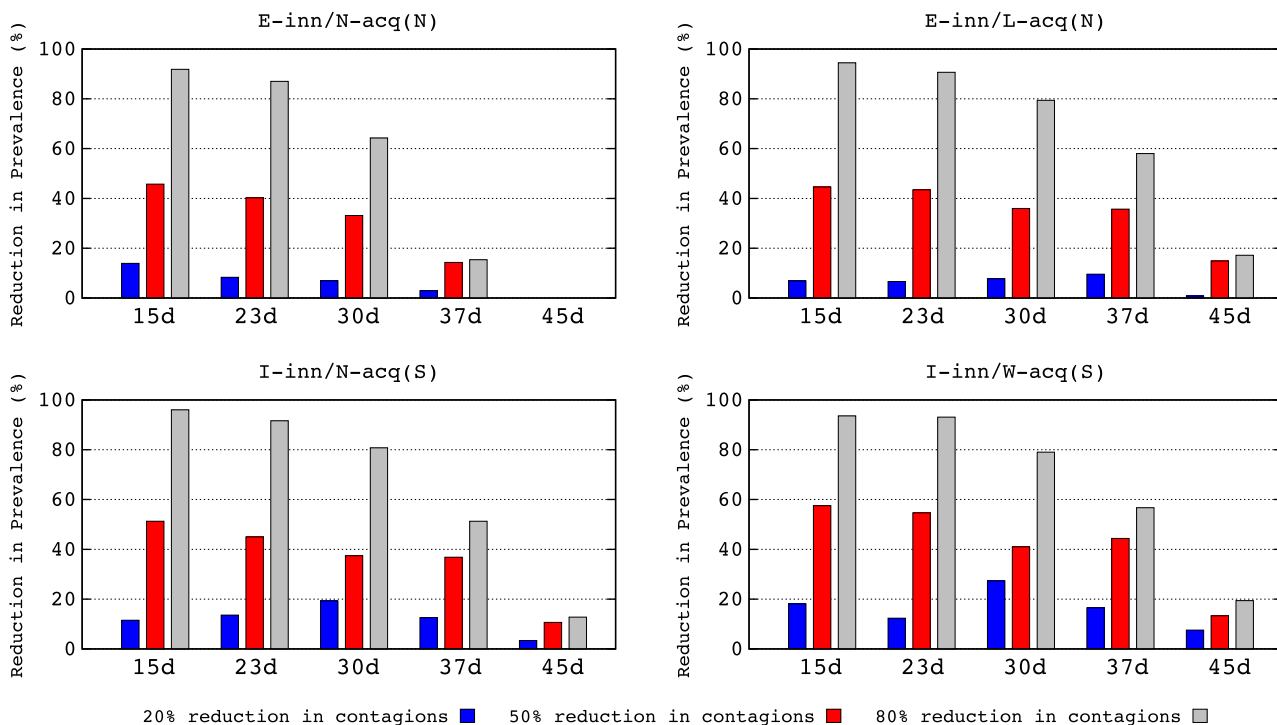 E-inn/N-acq(N)
Reduction in Prevalence (%)
100
80
60
40
20
0
15d 23d 30d 37d 45d
E-inn/L-acq(N)
Reduction in Prevalence (%)
100
80
60
40
20
0
15d 23d 30d 37d 45d
I-inn/N-acq(S)
Reduction in Prevalence (%)
100
80
60
40
20
0
15d 23d 30d 37d 45d
I-inn/W-acq(S)
Reduction in Prevalence (%)
100
80
60
40
20
0
15d 23d 30d 37d 45d
20% reduction in contagions 50% reduction in contagions 80% reduction in contagions